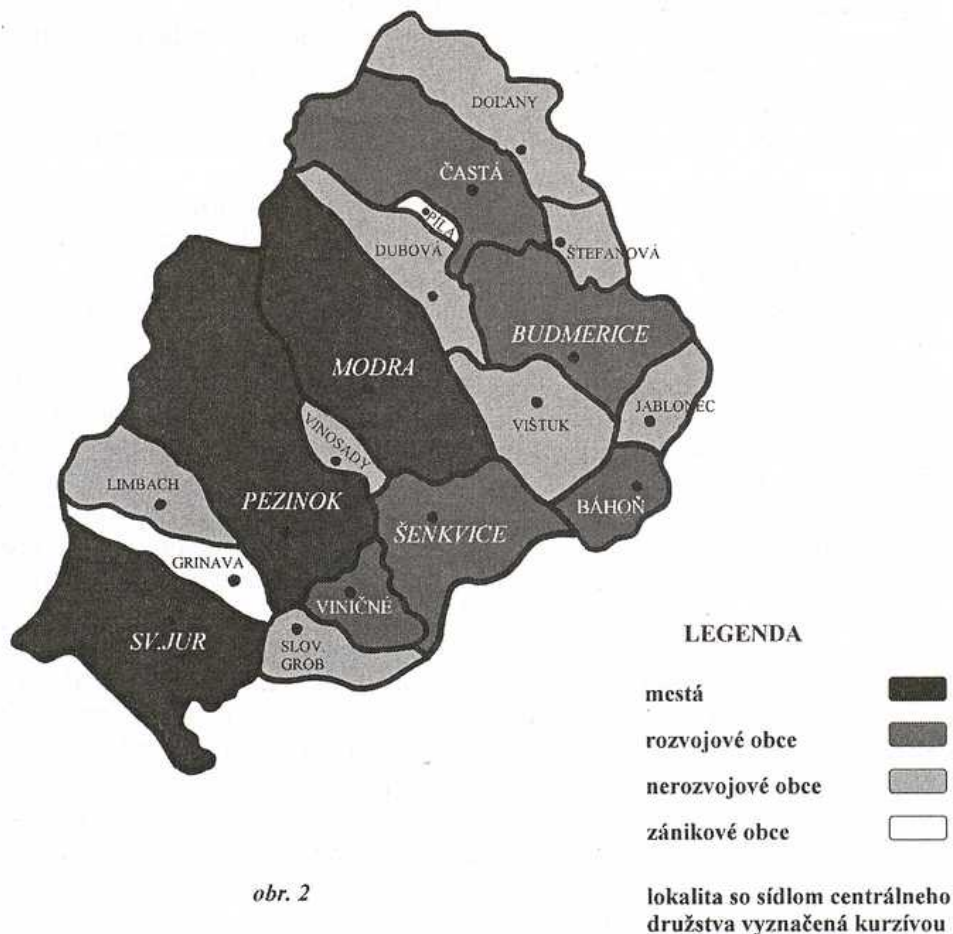 DOĽANY
ČASTÁ
PILA
DUBOVÁ
ŠTEFANOVÁ
BUDMERICE
MODRA
VIŠTUK
JABLONEC
VINOSADY
LIMBACH
PEZINOK
BÁHOŇ
ŠENKVICE
GRINAVA
VINIČNÉ
SV.JUR
SLOV.
GROB
LEGENDA
mestá
rozvojové obce
nerozvojové obce
zánikové obce
obr. 2
lokalita so sídlom centrálneho
družstva vyznačená kurzívou